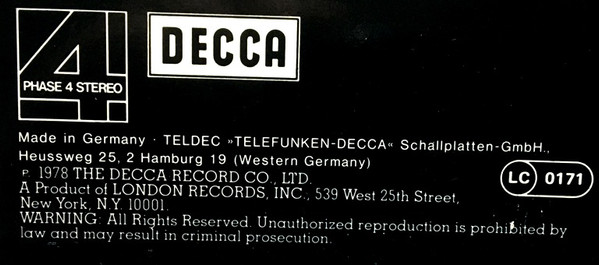 DECCA
4
PHASE 4 STEREO
Made in Germany · TELDEC »TELEFUNKEN-DECCA« Schallplatten-GmbH.,
Heussweg 25, 2 Hamburg 19 (Western Germany)
LC 0171
℗ 1978 THE DECCA RECORD CO., LTD.
A Product of LONDON RECORDS, INC., 539 West 25th Street,
New York, N.Y. 10001.
WARNING: All Rights Reserved. Unauthorized reproduction is prohibited by
law and may result in criminal prosecution.